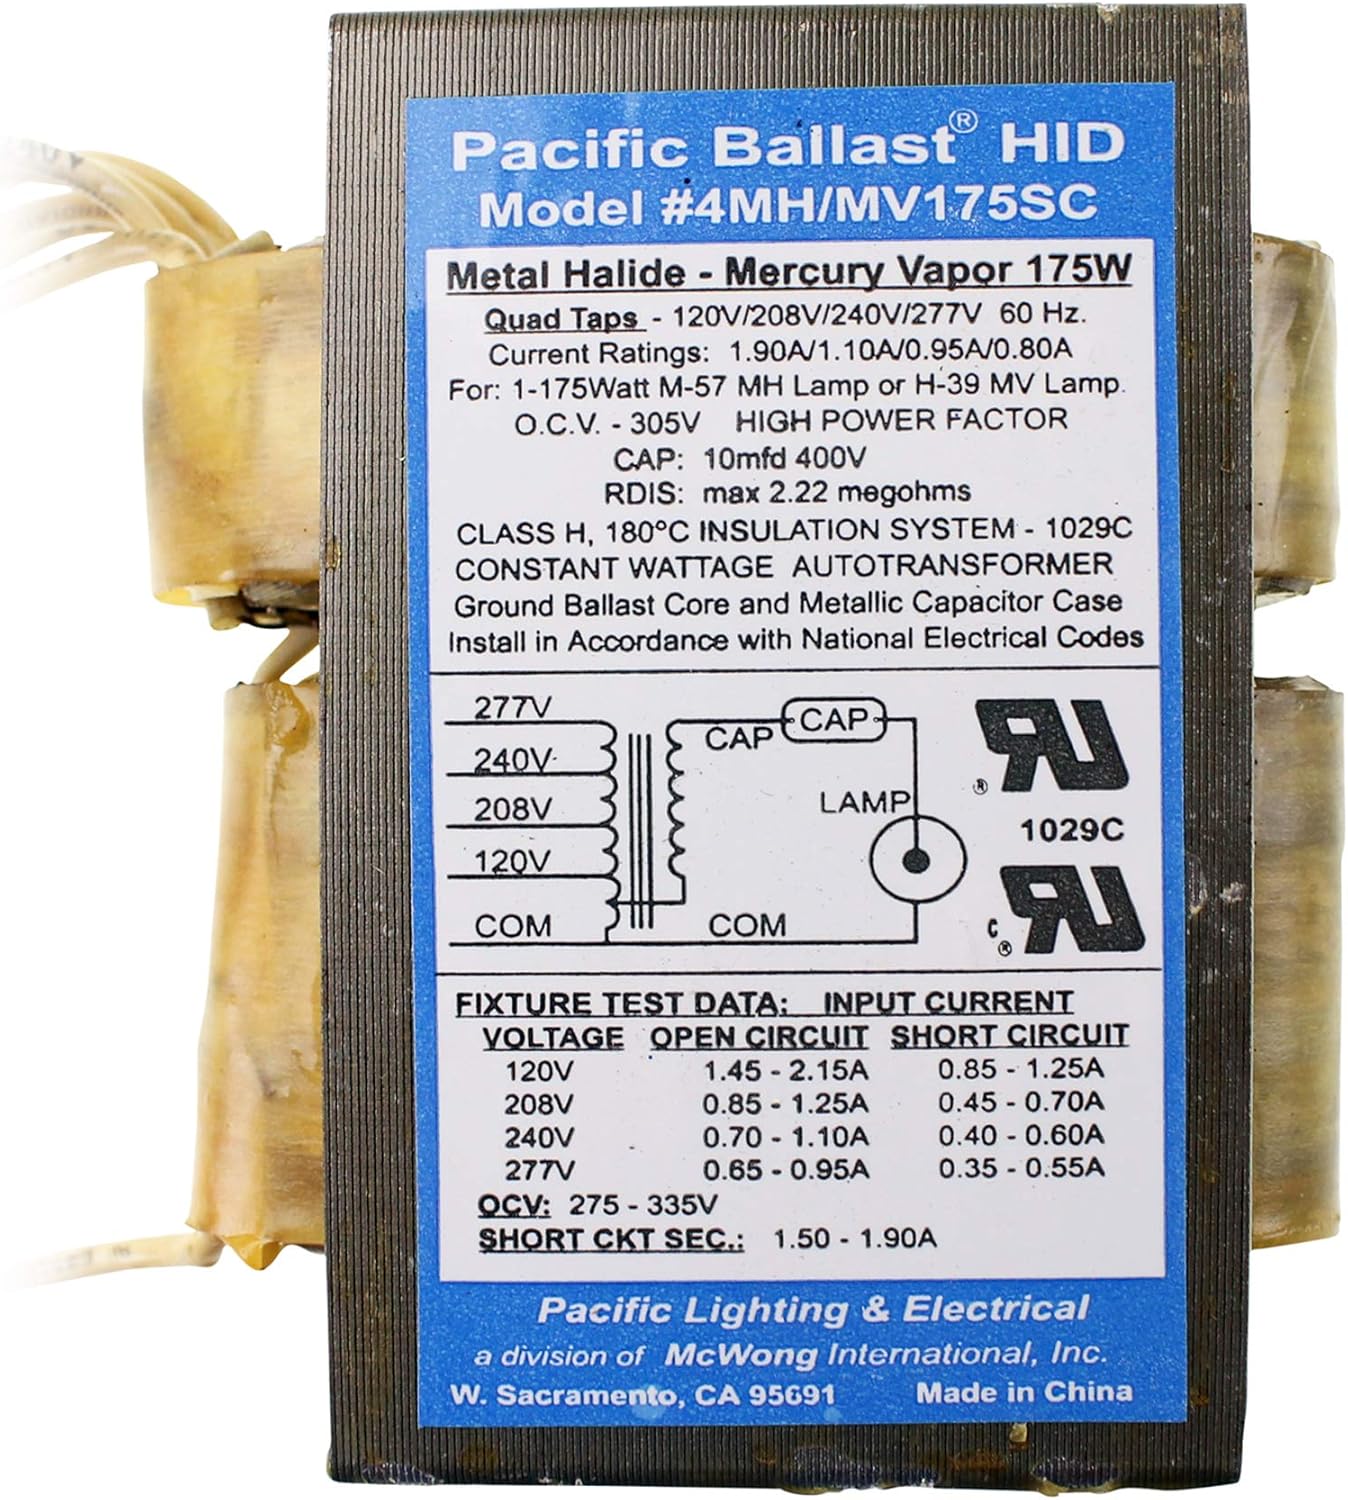 Pacific Ballast® HID
Model #4MH/MV175SC
Metal Halide - Mercury Vapor 175W
Quad Taps - 120V/208V/240V/277V 60 Hz.
Current Ratings: 1.90A/1.10A/0.95A/0.80A
For: 1-175Watt M-57 MH Lamp or H-39 MV Lamp.
O.C.V. - 305V HIGH POWER FACTOR
CAP: 10mfd 400V
RDIS: max 2.22 megohms
CLASS H, 180°C INSULATION SYSTEM - 1029C
CONSTANT WATTAGE AUTOTRANSFORMER
Ground Ballast Core and Metallic Capacitor Case
Install in Accordance with National Electrical Codes
277V
240V
208V
120V
COM
CAP
CAP
LAMP
COM
UR®
1029C
cUR®
FIXTURE TEST DATA: INPUT CURRENT
VOLTAGE OPEN CIRCUIT SHORT CIRCUIT
120V 1.45 - 2.15A 0.85 - 1.25A
208V 0.85 - 1.25A 0.45 - 0.70A
240V 0.70 - 1.10A 0.40 - 0.60A
277V 0.65 - 0.95A 0.35 - 0.55A
OCV: 275 - 335V
SHORT CKT SEC.: 1.50 - 1.90A
Pacific Lighting & Electrical
a division of McWong International, Inc.
W. Sacramento, CA 95691 Made in China